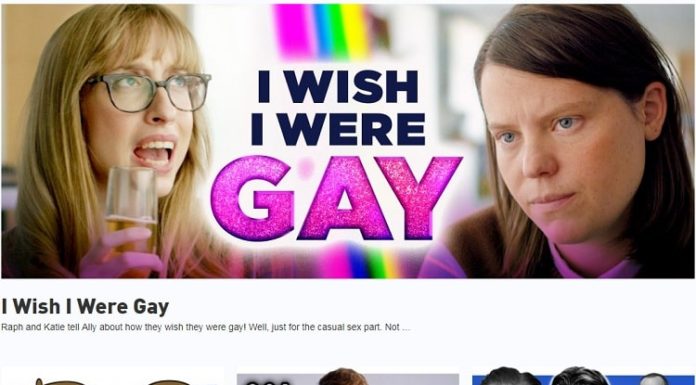 I WISH
I WERE
GAY
I Wish I Were Gay
Raph and Katie tell Ally about how they wish they were gay! Well, just for the casual sex part. Not ...